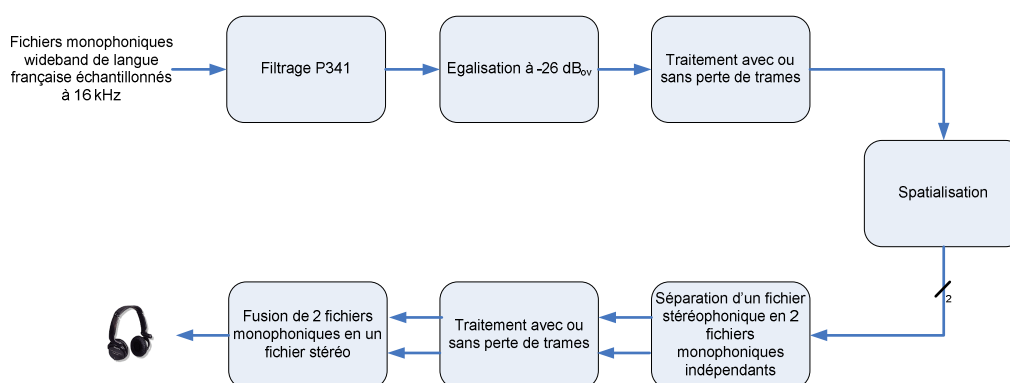 Fichiers monophoniques
wideband de langue
française échantillonnés
à 16 kHz
Filtrage P341
Egalisation à -26 dBov
Traitement avec ou
sans perte de trames
Spatialisation
2
Séparation d'un fichier
stéréophonique en 2
fichiers
monophoniques
indépendants
Traitement avec ou
sans perte de trames
Fusion de 2 fichiers
monophoniques en un
fichier stéréo